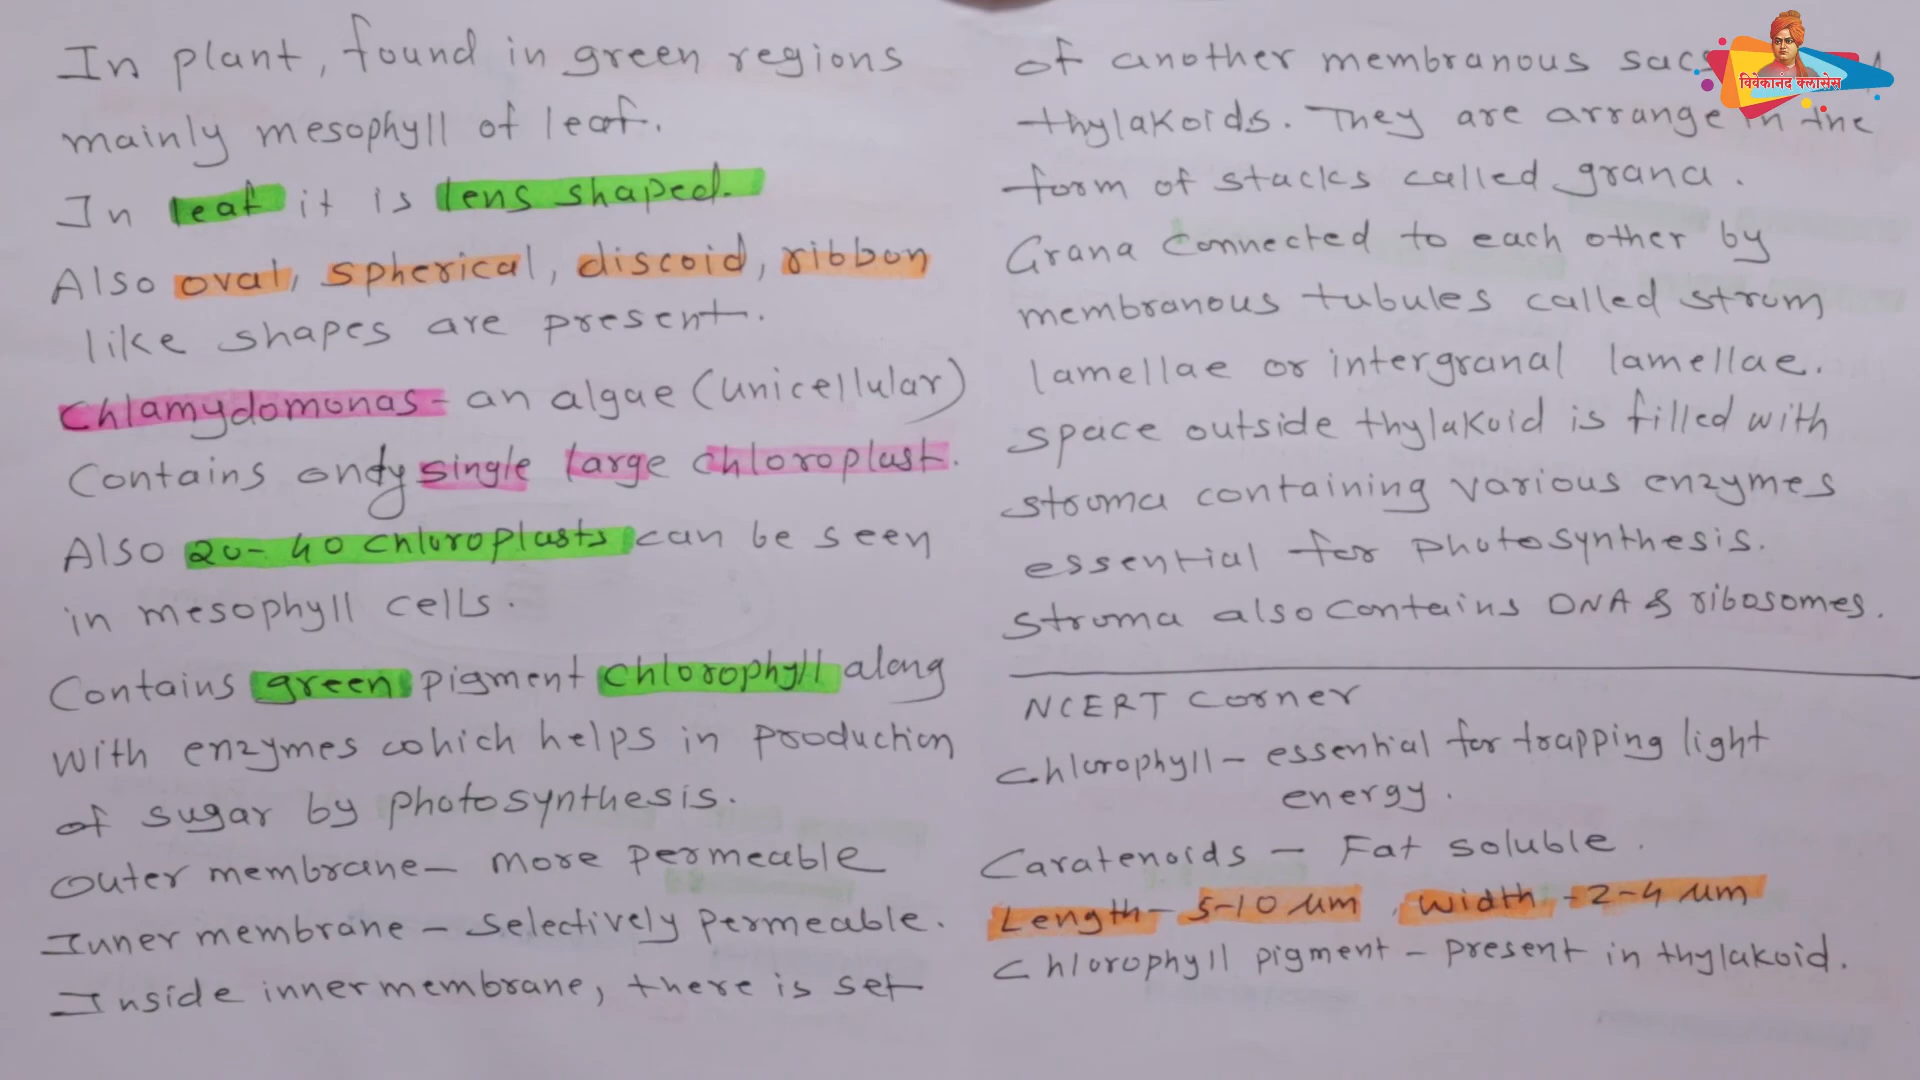 In plant, found in green regions
mainly mesophyll of leaf.
In leaf it is lens shaped.
Also oval, spherical, discoid, ribbon
like shapes are present.
Chlamydomonas - an algae (unicellular)
Contains only single large chloroplast.
Also 20-40 chloroplasts can be seen
in mesophyll cells.
Contains green pigment chlorophyll along
with enzymes which helps in production
of sugar by photosynthesis.
Outer membrane - more permeable
Inner membrane - selectively permeable.
Inside inner membrane, there is set
of another membranous sacs
thylakoids. They are arrange in the
form of stacks called grana.
Grana connected to each other by
membranous tubules called strom
lamellae or intergranal lamellae.
space outside thylakoid is filled with
stroma containing various enzymes
essential for photosynthesis.
stroma also contains DNA & ribosomes.
NCERT Corner
Chlorophyll - essential for trapping light
energy.
Caratenoids - Fat soluble.
Length - 5-10 µm, width - 2-4 µm
Chlorophyll pigment - present in thylakoid.
विवेकानंद क्लासेस